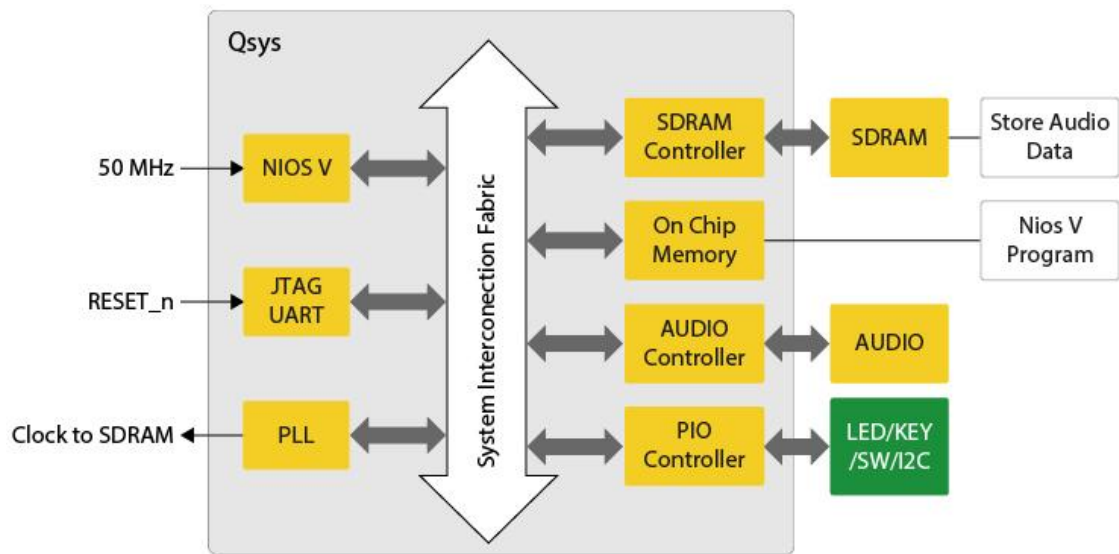 Qsys
50 MHz
NIOS V
RESET_n
JTAG
UART
Clock to SDRAM
PLL
System Interconnection Fabric
SDRAM
Controller
SDRAM
Store Audio
Data
On Chip
Memory
Nios V
Program
AUDIO
Controller
AUDIO
PIO
Controller
LED/KEY
/SW/I2C